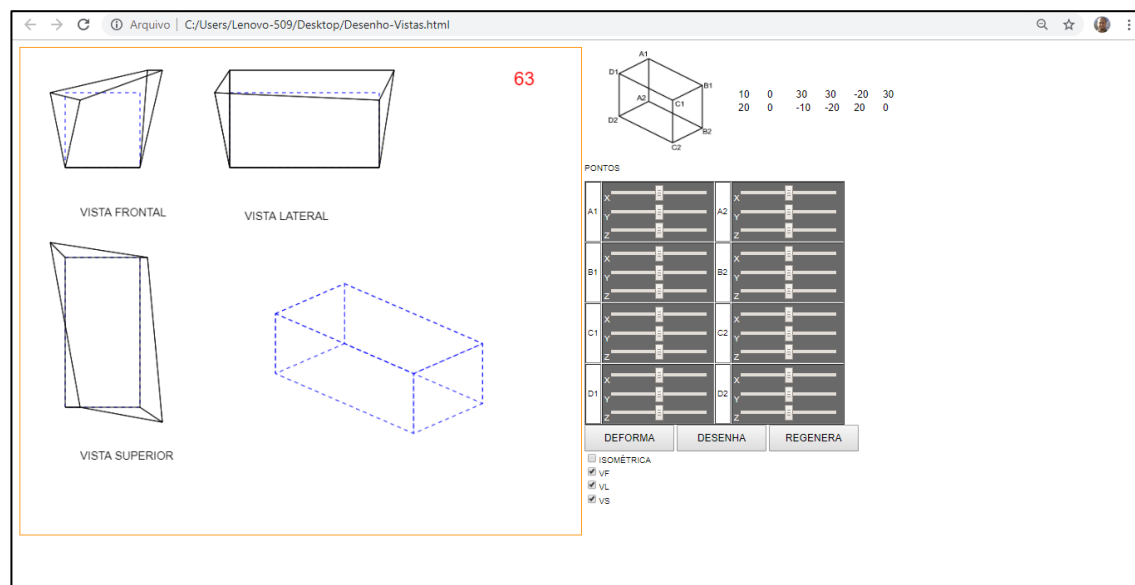 Arquivo | C:/Users/Lenovo-509/Desktop/Desenho-Vistas.html
63
VISTA FRONTAL
VISTA LATERAL
VISTA SUPERIOR
A1
D1
B1
A2
C1
D2
B2
C2
10 0 30 30 -20 30
20 0 -10 -20 20 0
PONTOS
A1 X Y Z A2 X Y Z
B1 X Y Z B2 X Y Z
C1 X Y Z C2 X Y Z
D1 X Y Z D2 X Y Z
DEFORMA DESENHA REGENERA
ISOMÉTRICA
VF
VL
VS